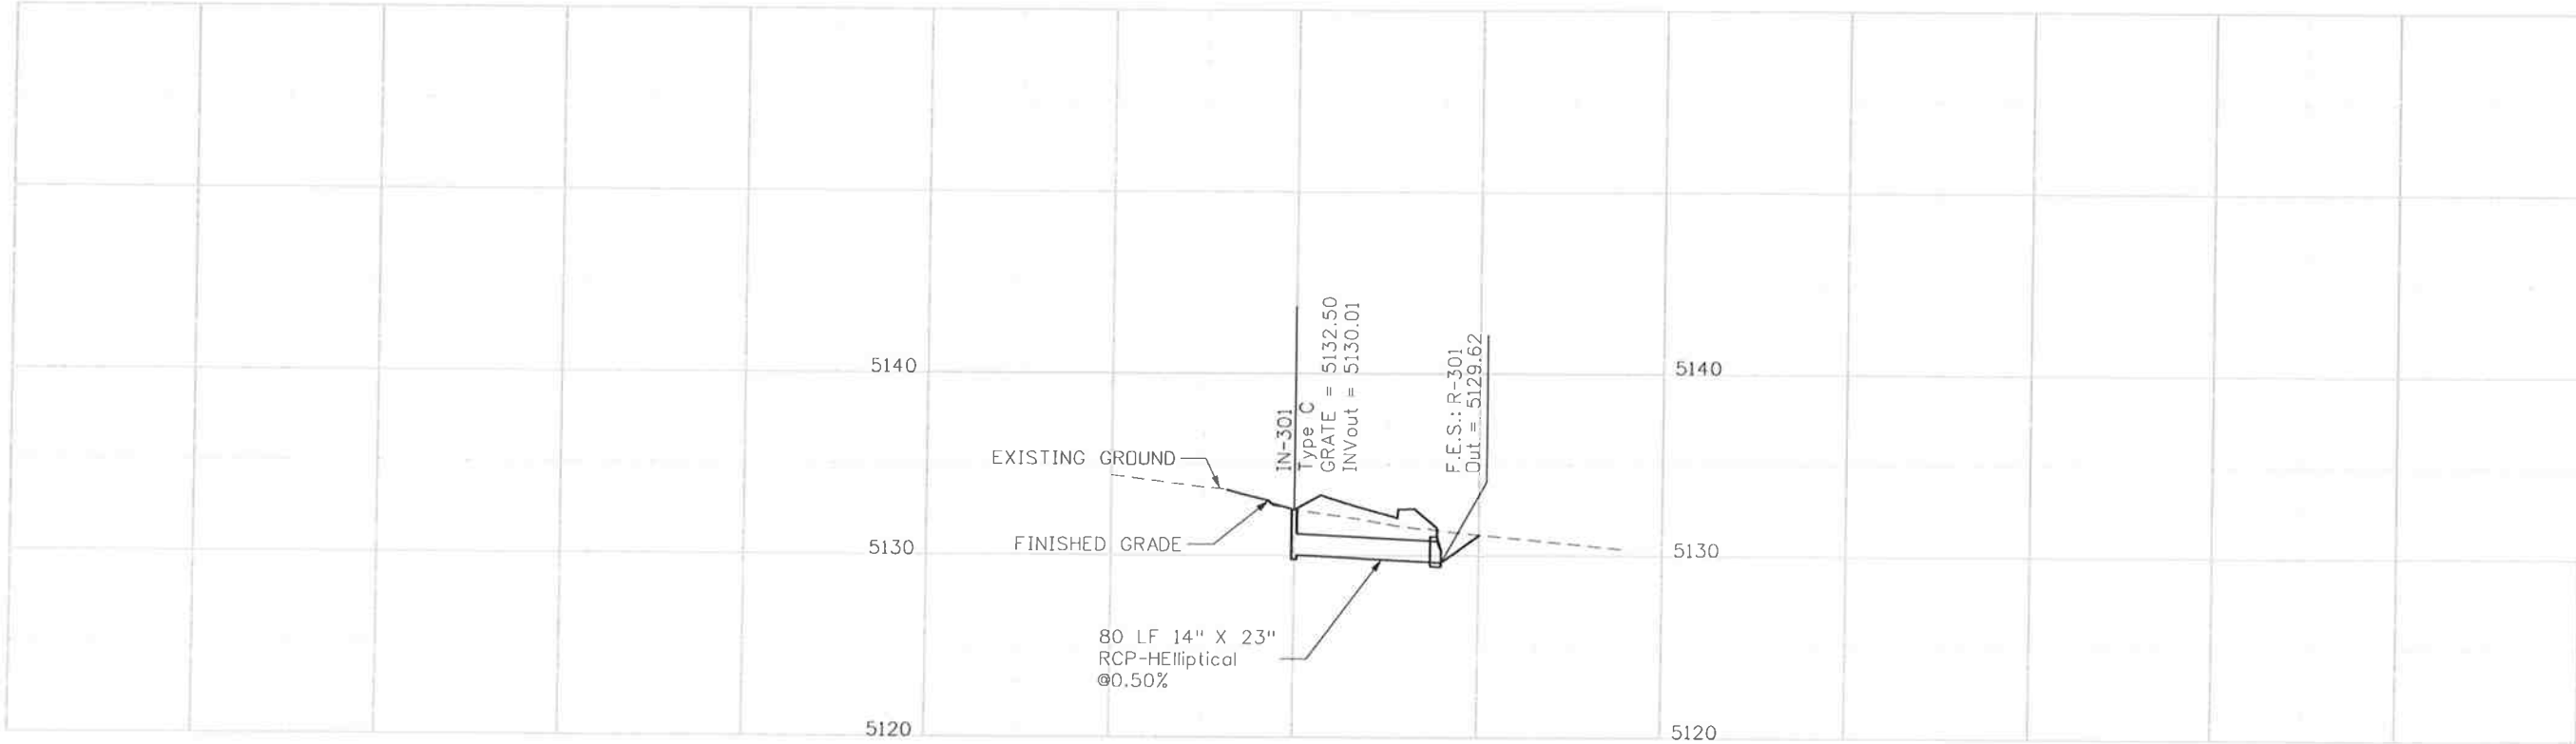 5140
5140
IN-301
Type C
GRATE = 5132.50
INVout = 5130.01
F.E.S.: R-301
Out = 5129.62
EXISTING GROUND
FINISHED GRADE
5130
5130
80 LF 14" X 23"
RCP-HElliptical
@0.50%
5120
5120